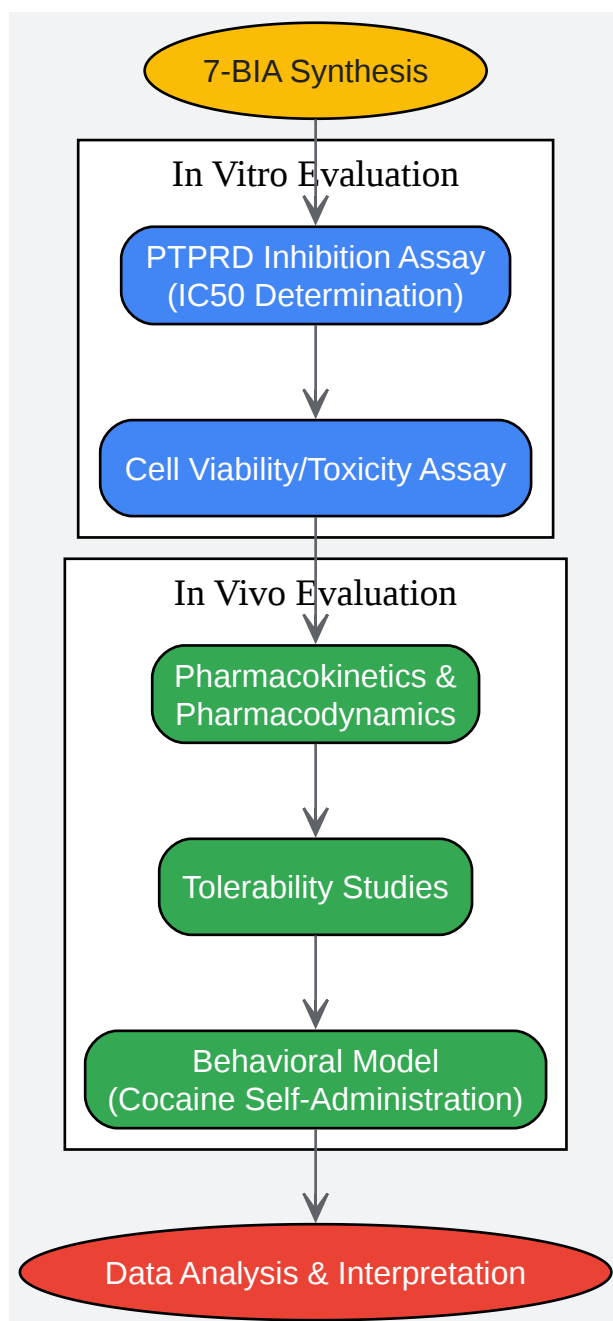 7-BIA Synthesis
In Vitro Evaluation
PTPRD Inhibition Assay
(IC50 Determination)
Cell Viability/Toxicity Assay
In Vivo Evaluation
Pharmacokinetics &
Pharmacodynamics
Tolerability Studies
Behavioral Model
(Cocaine Self-Administration)
Data Analysis & Interpretation